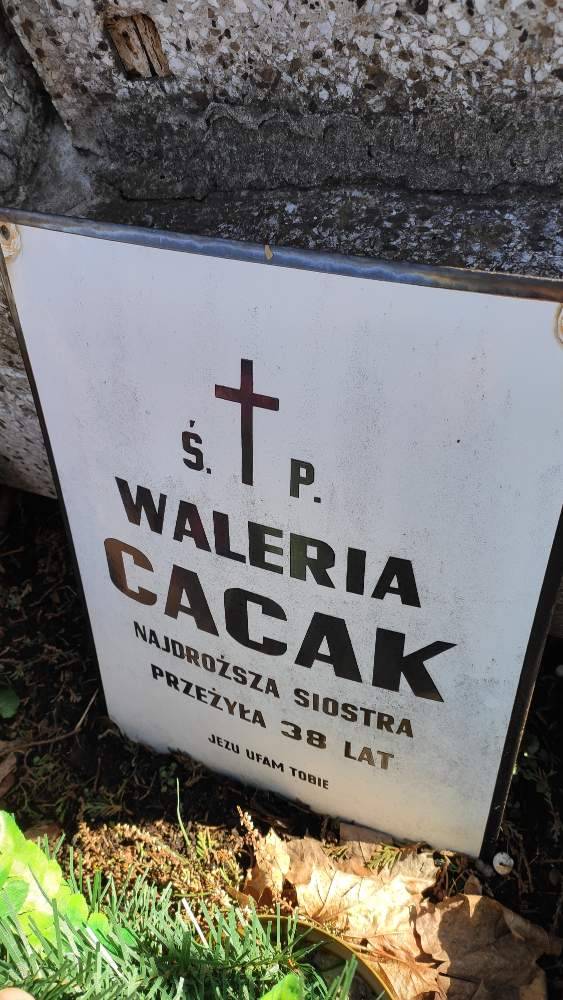 Ś. P.
WALERIA
CACAK
NAJDROŻSZA SIOSTRA
PRZEŻYŁA 38 LAT
JEZU UFAM TOBIE